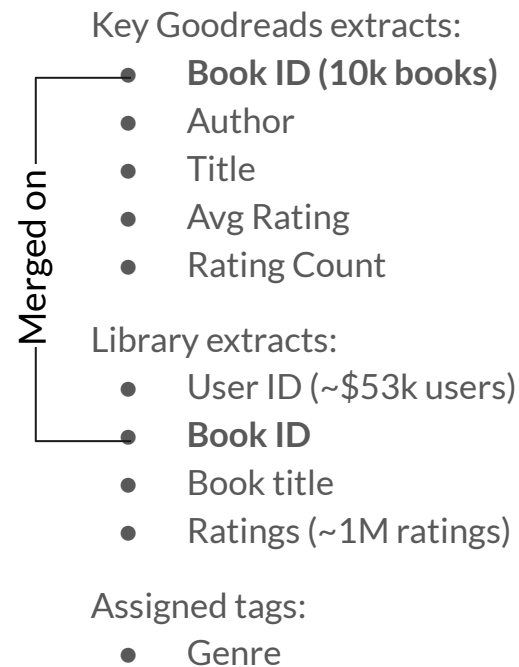 Key Goodreads extracts:
● Book ID (10k books)
● Author
● Title
● Avg Rating
● Rating Count
Merged on
Library extracts:
● User ID (~$53k users)
● Book ID
● Book title
● Ratings (~1M ratings)
Assigned tags:
● Genre